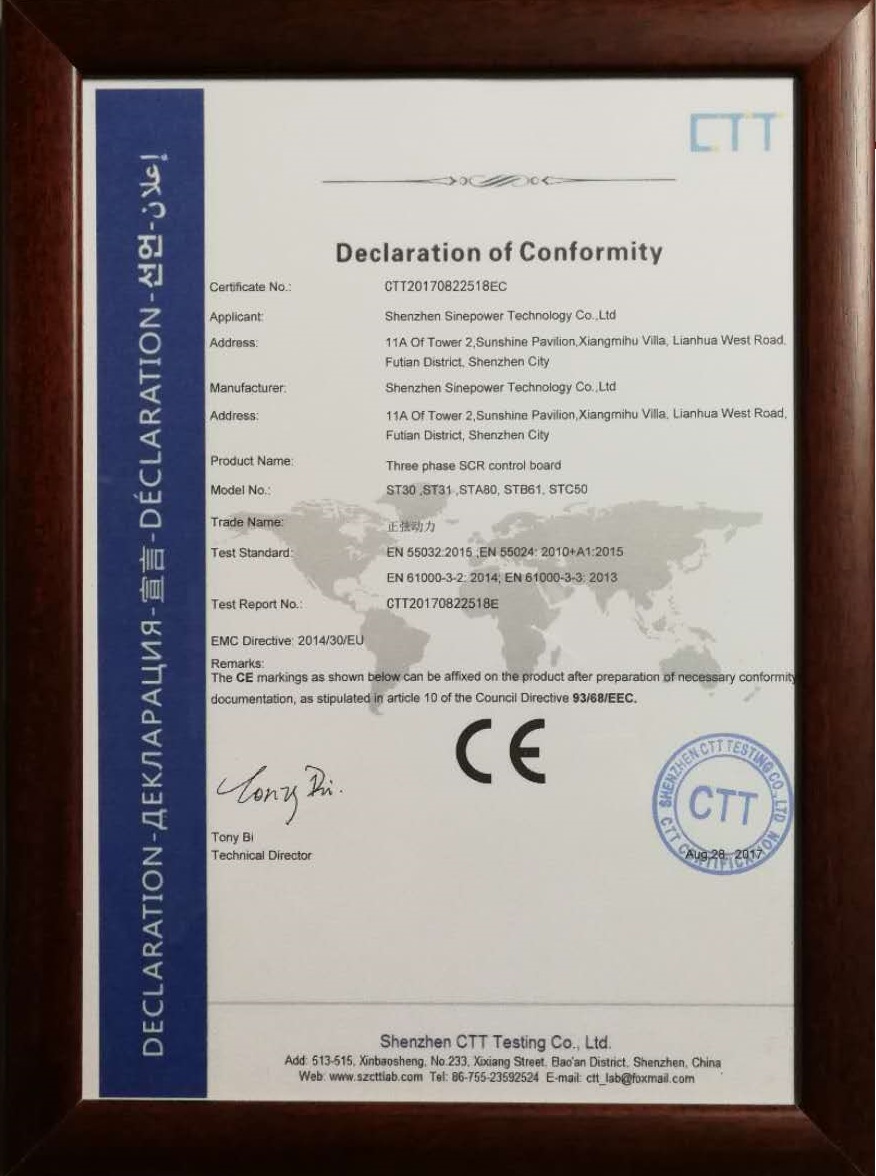 DECLARATION-ДЕКЛАРАЦИЯ-宣言-DÉCLARATION-선언-إعلان
CTT
Declaration of Conformity
Certificate No.: CTT20170822518EC
Applicant: Shenzhen Sinepower Technology Co.,Ltd
Address: 11A Of Tower 2,Sunshine Pavilion,Xiangmihu Villa, Lianhua West Road,
Futian District, Shenzhen City
Manufacturer: Shenzhen Sinepower Technology Co.,Ltd
Address: 11A Of Tower 2,Sunshine Pavilion,Xiangmihu Villa, Lianhua West Road,
Futian District, Shenzhen City
Product Name: Three phase SCR control board
Model No.: ST30 ,ST31 ,STA80, STB61, STC50
Trade Name: 正弦动力
Test Standard: EN 55032:2015 ;EN 55024: 2010+A1:2015
EN 61000-3-2: 2014; EN 61000-3-3: 2013
Test Report No.: CTT20170822518E
EMC Directive: 2014/30/EU
Remarks:
The CE markings as shown below can be affixed on the product after preparation of necessary conformity
documentation, as stipulated in article 10 of the Council Directive 93/68/EEC.
CE
Tony Bi.
Tony Bi
Technical Director
SHENZHEN CTT TESTING CO., LTD
CTT
CTT CERTIFICATION
Aug.28, 2017
Shenzhen CTT Testing Co., Ltd.
Add: 513-515, Xinbaosheng, No.233, Xixiang Street, Bao'an District, Shenzhen, China
Web: www.szcttlab.com Tel: 86-755-23592524 E-mail: ctt_lab@foxmail.com